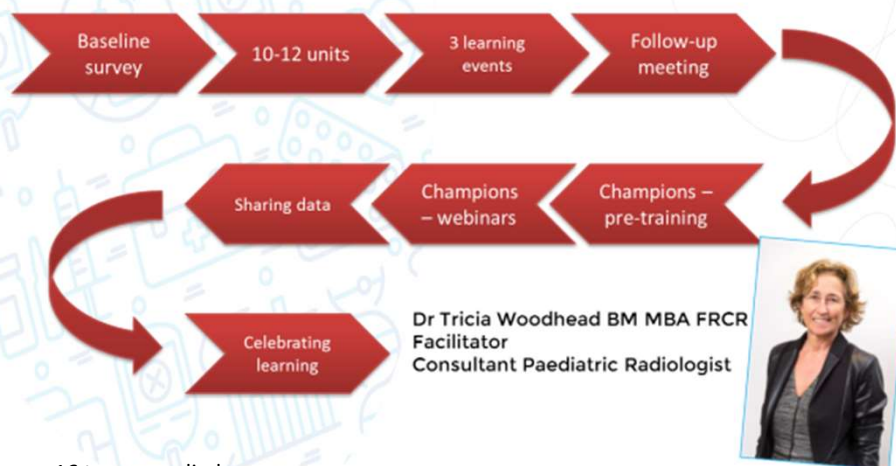 Baseline
survey
10-12 units
3 learning
events
Follow-up
meeting
Champions –
pre-training
Champions
– webinars
Sharing data
Celebrating
learning
Dr Tricia Woodhead BM MBA FRCR
Facilitator
Consultant Paediatric Radiologist